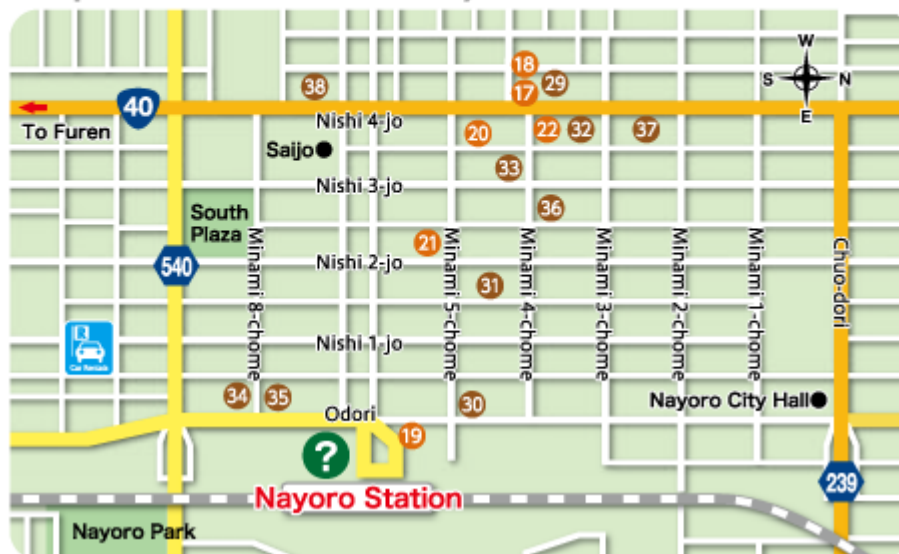 W
S
N
E
18
17
29
38
40
To Furen
Nishi 4-jo
20
22
32
37
Saijo
33
Nishi 3-jo
36
South
Plaza
21
Minami 8-chome
Minami 5-chome
Minami 4-chome
Minami 3-chome
Minami 2-chome
Minami 1-chome
Chuo-dori
540
Nishi 2-jo
31
Nishi 1-jo
Car Rentals
34
35
Odori
30
Nayoro City Hall
19
?
Nayoro Station
239
Nayoro Park